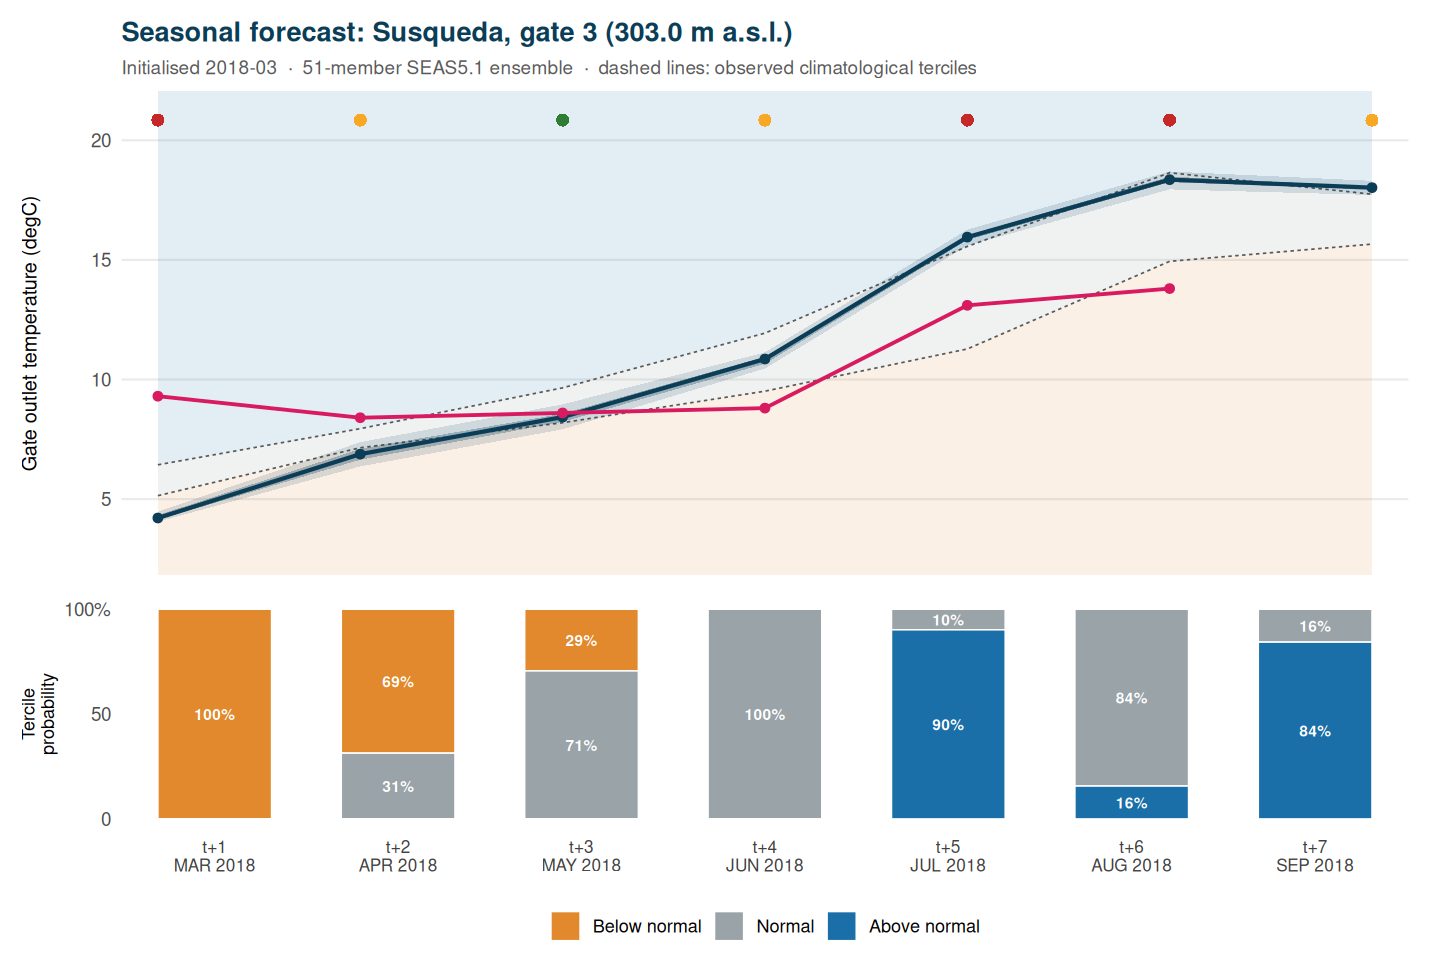 Seasonal forecast: Susqueda, gate 3 (303.0 m a.s.l.)
Initialised 2018-03 · 51-member SEAS5.1 ensemble · dashed lines: observed climatological terciles
Gate outlet temperature (degC)
20
15
10
5
Tercile
probability
100%
50
0
100%
69%
31%
29%
71%
100%
10%
90%
84%
16%
16%
84%
t+1
MAR 2018
t+2
APR 2018
t+3
MAY 2018
t+4
JUN 2018
t+5
JUL 2018
t+6
AUG 2018
t+7
SEP 2018
Below normal
Normal
Above normal